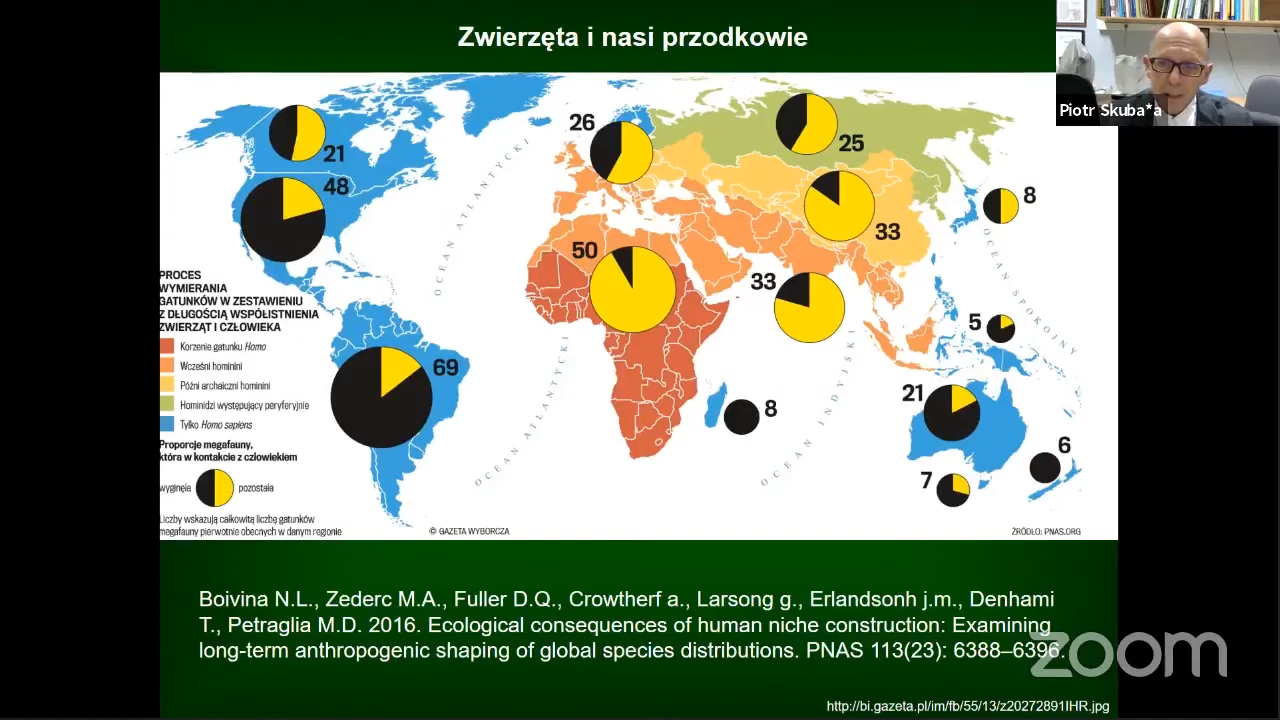 Zwierzęta i nasi przodkowie
Piotr Skuba*a
21
48
26
25
33
8
50
33
5
69
8
21
7
6
OCEAN ATLANTYCKI
OCEAN ATLANTYCKI
OCEAN INDYJSKI
OCEAN SPOKOJNY
PROCES
WYMIERANIA
GATUNKÓW W ZESTAWIENIU
Z DŁUGOŚCIĄ WSPÓŁISTNIENIA
ZWIERZĄT I CZŁOWIEKA
Korzenie gatunku Homo
Wcześni hominini
Późni archaiczni hominini
Hominidzi występujący peryferyjnie
Tylko Homo sapiens
Proporcje megafauny,
która w kontakcie z człowiekiem
wyginęła pozostała
Liczby wskazują całkowitą liczbę gatunków
megafauny pierwotnie obecnych w danym regionie
© GAZETA WYBORCZA
ŹRÓDŁO: PNAS.ORG
Boivina N.L., Zederc M.A., Fuller D.Q., Crowtherf a., Larsong g., Erlandsonh j.m., Denhami
T., Petraglia M.D. 2016. Ecological consequences of human niche construction: Examining
long-term anthropogenic shaping of global species distributions. PNAS 113(23): 6388–6396.
zoom
http://bi.gazeta.pl/im/fb/55/13/z20272891IHR.jpg